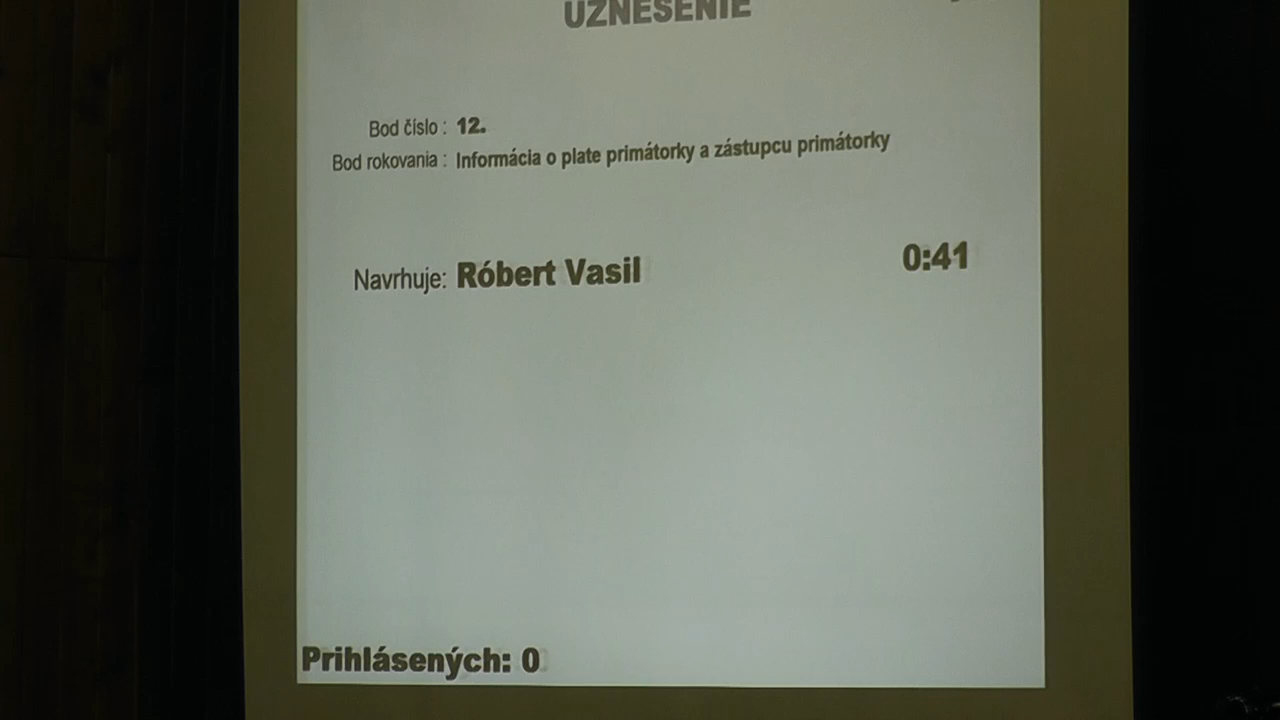 UZNESENIE
Bod číslo : 12.
Bod rokovania : Informácia o plate primátorky a zástupcu primátorky
Navrhuje: Róbert Vasil 0:41
Prihlásených: 0